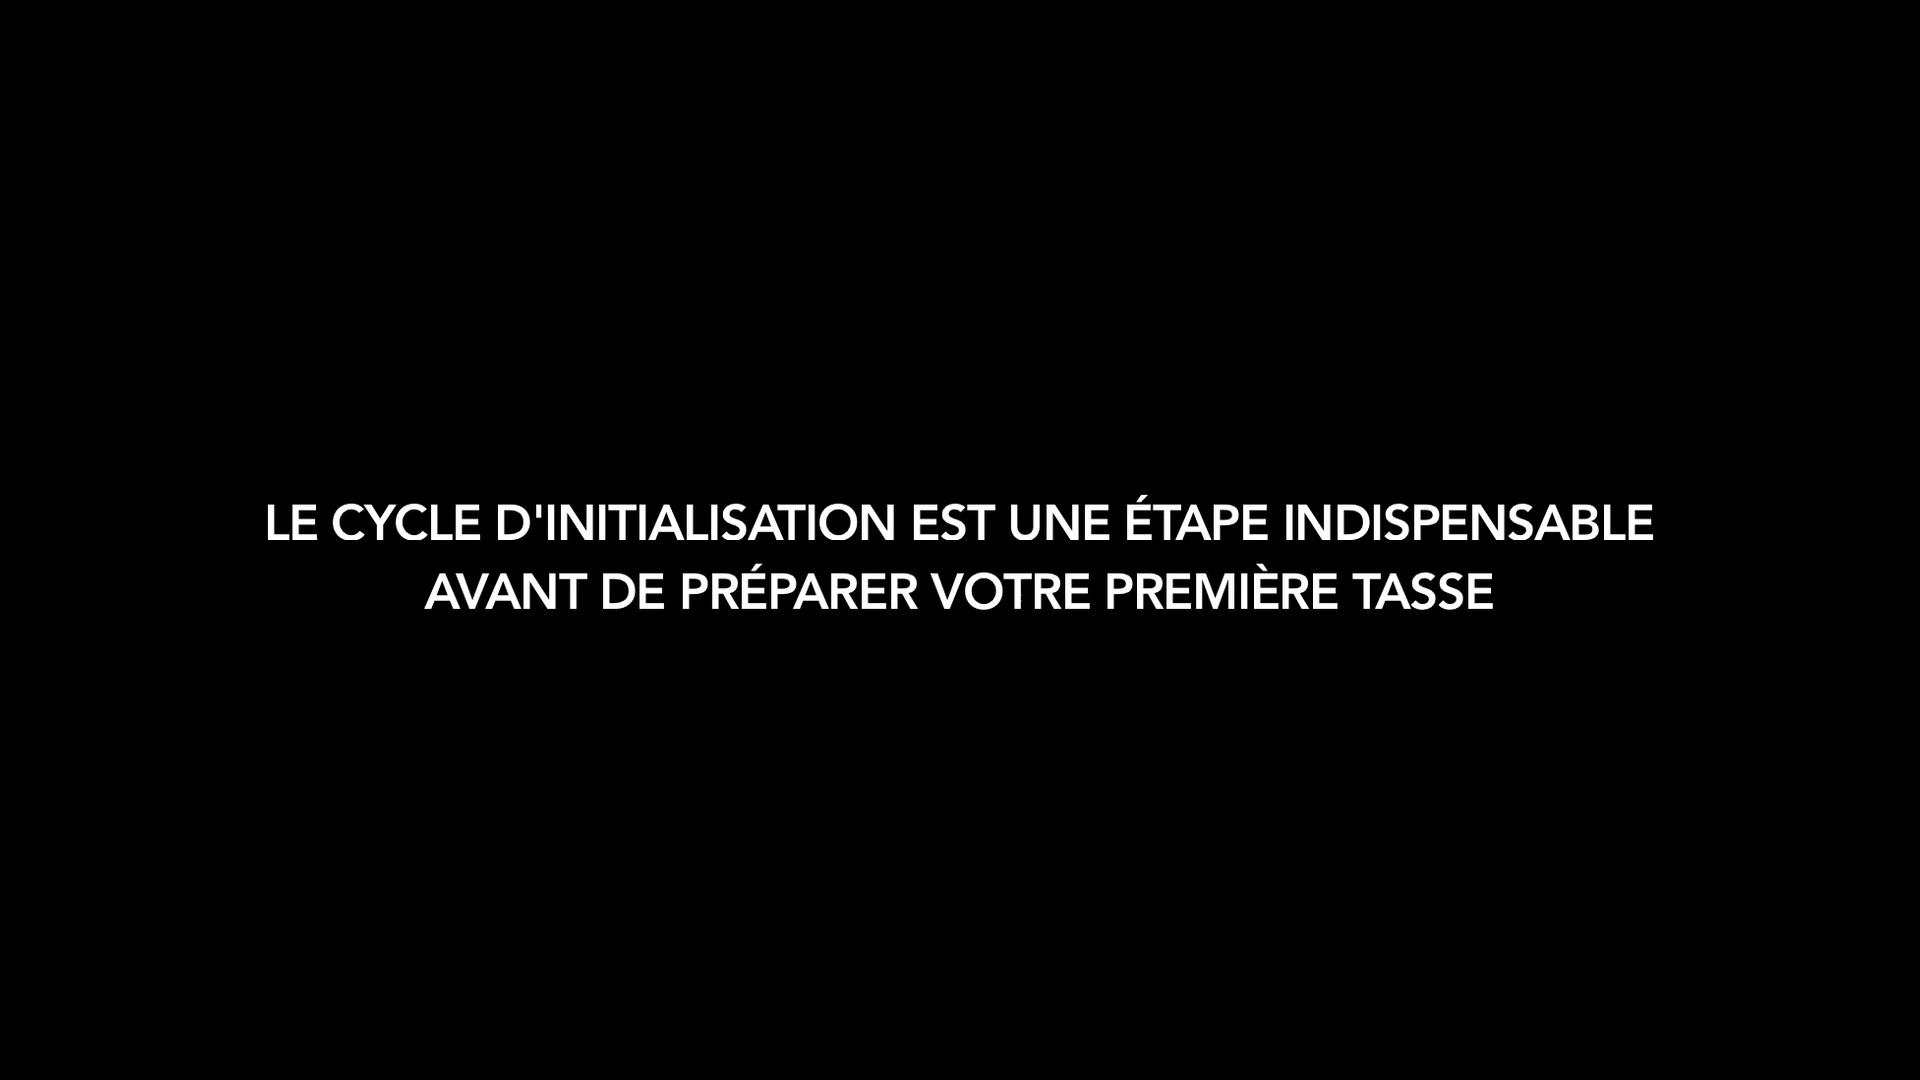 LE CYCLE D'INITIALISATION EST UNE ÉTAPE INDISPENSABLE
AVANT DE PRÉPARER VOTRE PREMIÈRE TASSE